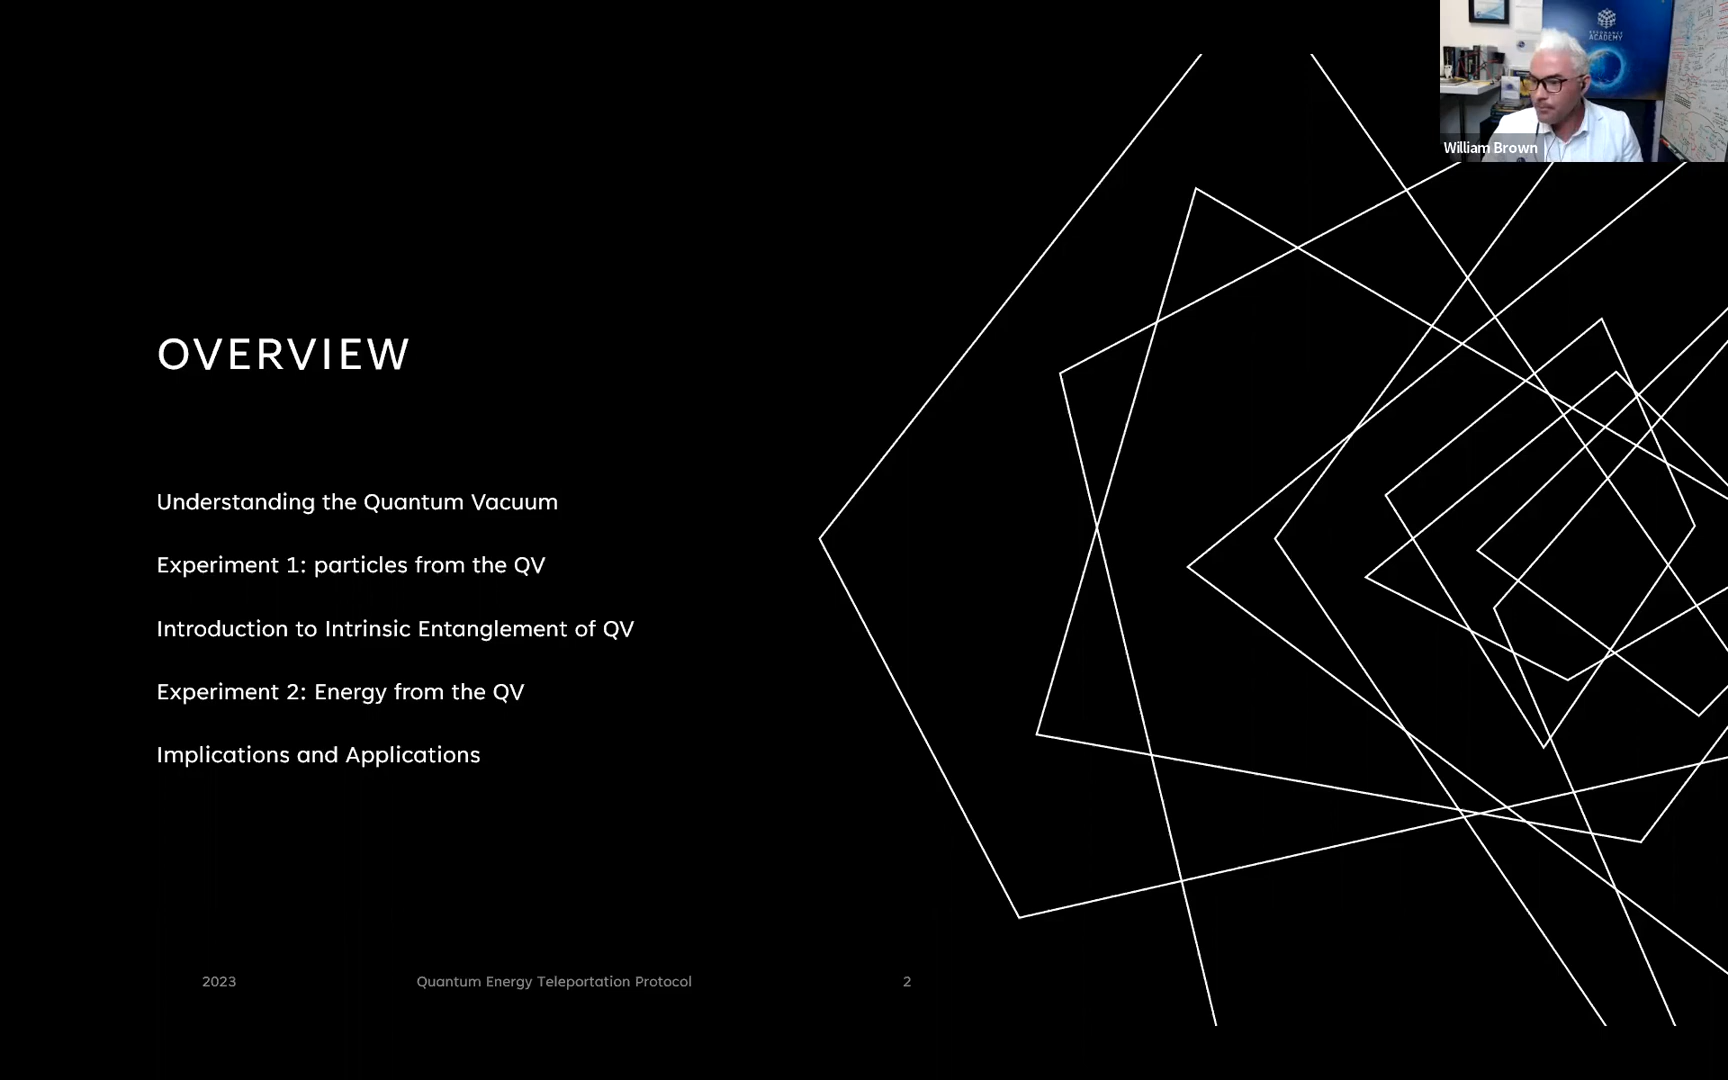 ACADEMY
William Brown
OVERVIEW
Understanding the Quantum Vacuum
Experiment 1: particles from the QV
Introduction to Intrinsic Entanglement of QV
Experiment 2: Energy from the QV
Implications and Applications
2023 Quantum Energy Teleportation Protocol 2